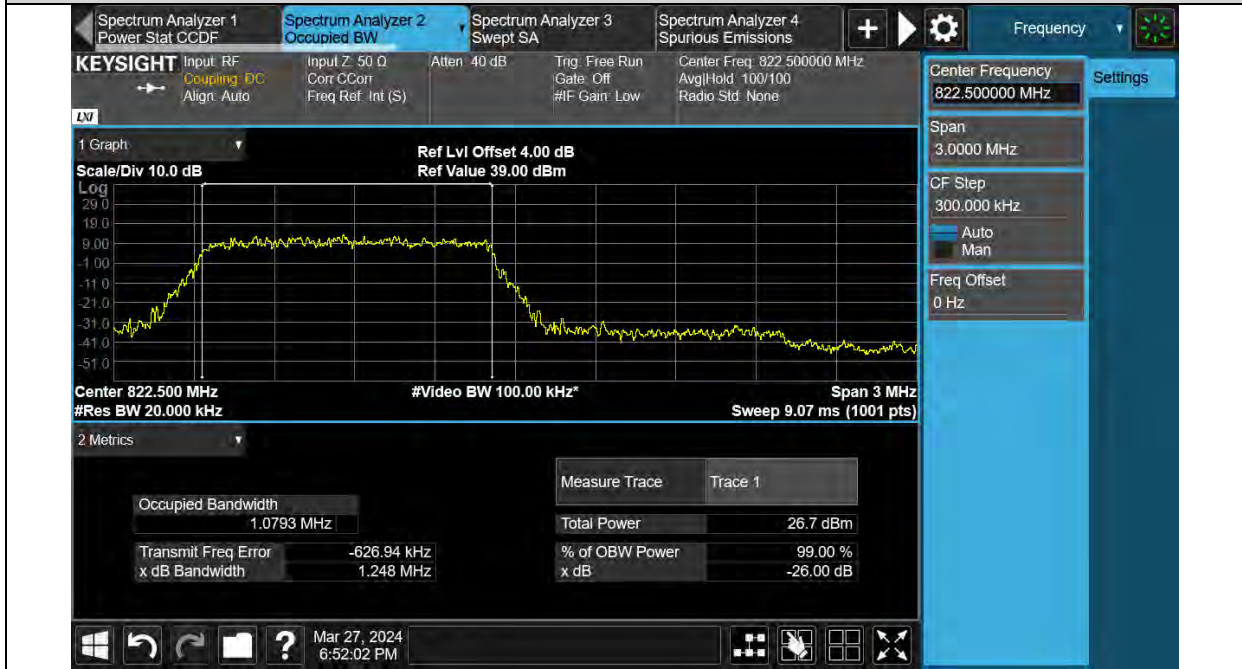 Spectrum Analyzer 1
Power Stat CCDF
Spectrum Analyzer 2
Occupied BW
Spectrum Analyzer 3
Swept SA
Spectrum Analyzer 4
Spurious Emissions
+
Frequency
KEYSIGHT
Input: RF
Coupling: DC
Align: Auto
Input Z: 50 Ω
Corr CCorr
Freq Ref: Int (S)
Atten: 40 dB
Trig: Free Run
Gate: Off
#IF Gain: Low
Center Freq: 822.500000 MHz
Avg|Hold: 100/100
Radio Std: None
LXI
1 Graph
Ref Lvl Offset 4.00 dB
Scale/Div 10.0 dB
Ref Value 39.00 dBm
Log
29.0
19.0
9.00
-1.00
-11.0
-21.0
-31.0
-41.0
-51.0
Center 822.500 MHz
#Video BW 100.00 kHz*
Span 3 MHz
#Res BW 20.000 kHz
Sweep 9.07 ms (1001 pts)
2 Metrics
Measure Trace
Trace 1
Occupied Bandwidth
1.0793 MHz
Total Power
26.7 dBm
Transmit Freq Error
-626.94 kHz
% of OBW Power
99.00 %
x dB Bandwidth
1.248 MHz
x dB
-26.00 dB
Center Frequency
822.500000 MHz
Settings
Span
3.0000 MHz
CF Step
300.000 kHz
Auto
Man
Freq Offset
0 Hz
?
Mar 27, 2024
6:52:02 PM